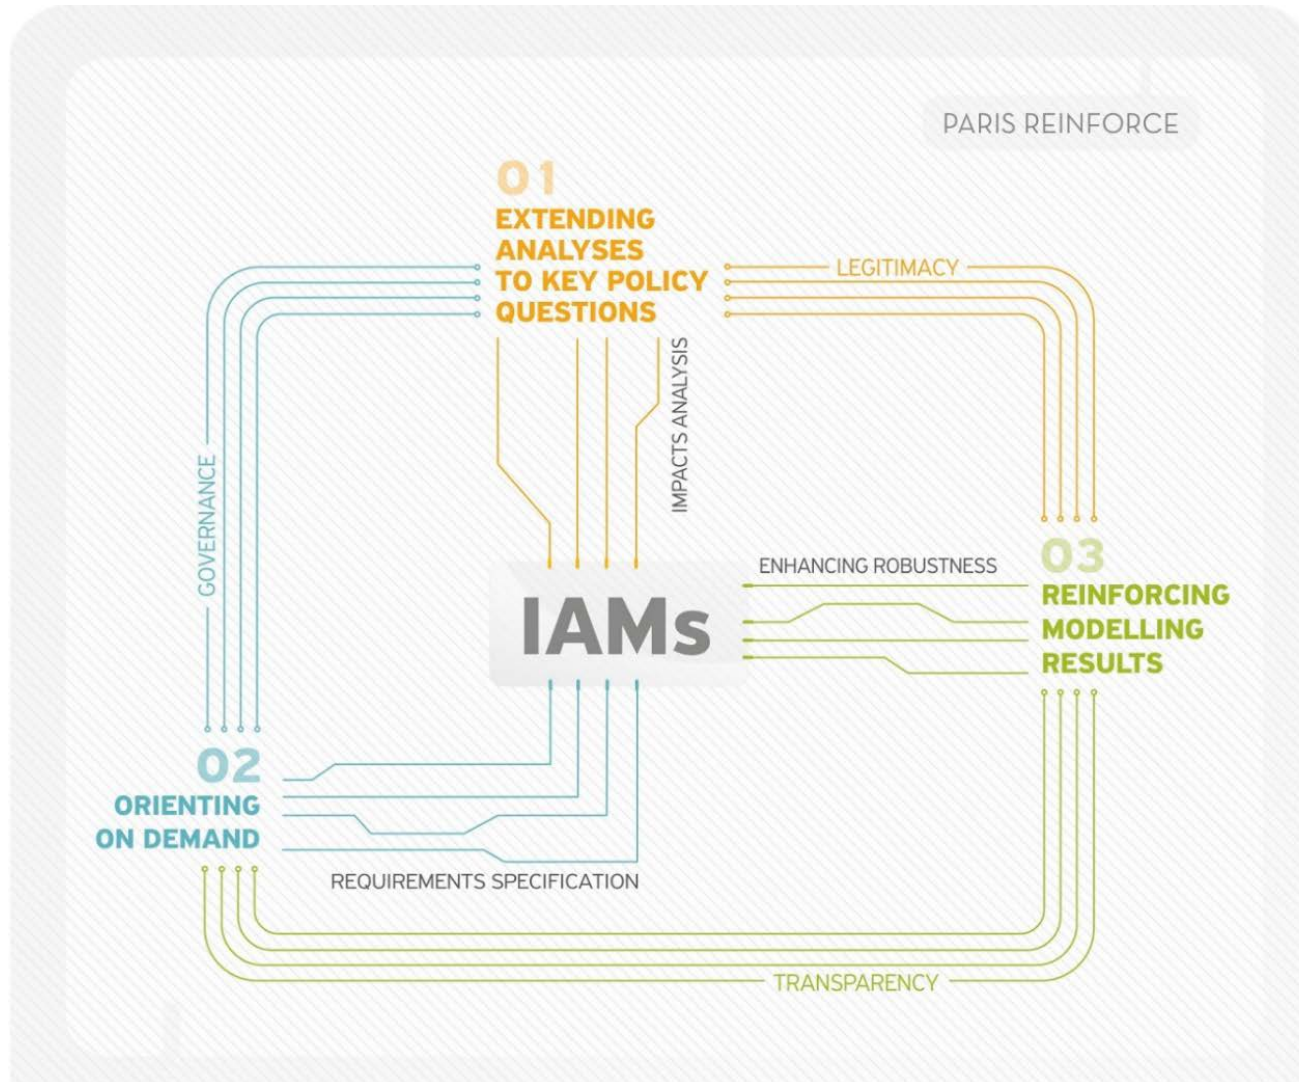 PARIS REINFORCE
01
EXTENDING
ANALYSES
TO KEY POLICY
QUESTIONS
LEGITIMACY
IMPACTS ANALYSIS
GOVERNANCE
ENHANCING ROBUSTNESS
03
REINFORCING
MODELLING
RESULTS
IAMs
02
ORIENTING
ON DEMAND
REQUIREMENTS SPECIFICATION
TRANSPARENCY